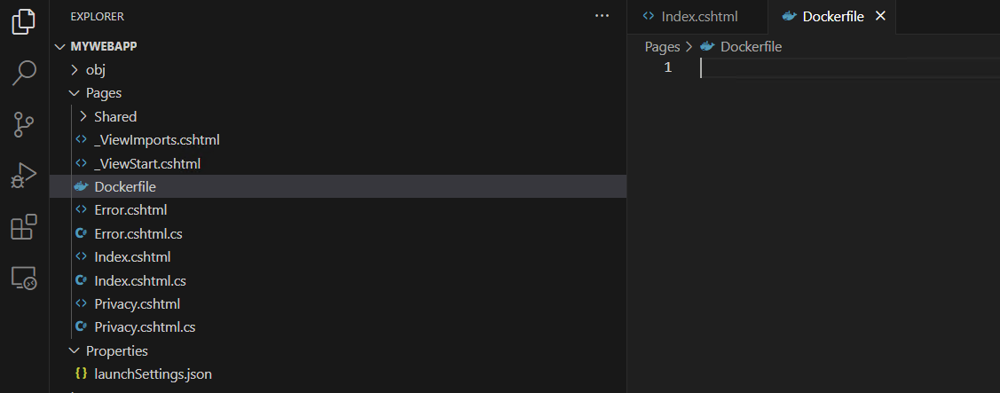 EXPLORER
MYWEBAPP
obj
Pages
Shared
_ViewImports.cshtml
_ViewStart.cshtml
Dockerfile
Error.cshtml
Error.cshtml.cs
Index.cshtml
Index.cshtml.cs
Privacy.cshtml
Privacy.cshtml.cs
Properties
launchSettings.json
Index.cshtml
Dockerfile
Pages > Dockerfile
1